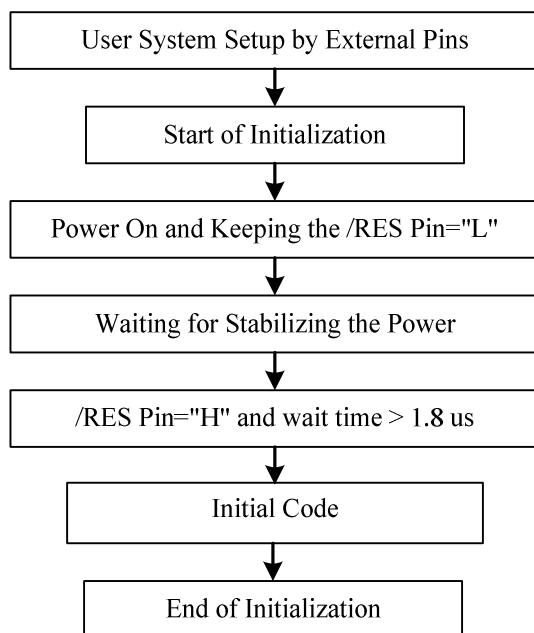 User System Setup by External Pins
Start of Initialization
Power On and Keeping the /RES Pin="L"
Waiting for Stabilizing the Power
/RES Pin="H" and wait time > 1.8 us
Initial Code
End of Initialization